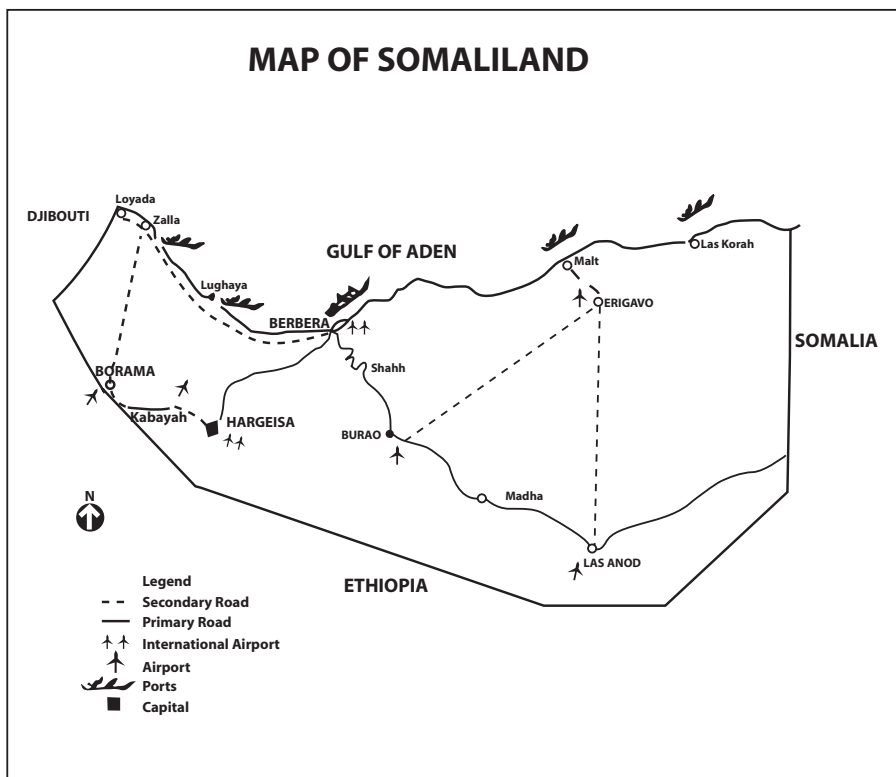 MAP OF SOMALILAND
Loyada
DJIBOUTI
Zalla
GULF OF ADEN
Las Korah
Malt
Lughaya
ERIGAVO
BERBERA
SOMALIA
Shahh
BORAMA
Kabayah
HARGEISA
BURAO
N
Madha
LAS ANOD
ETHIOPIA
Legend
Secondary Road
Primary Road
International Airport
Airport
Ports
Capital